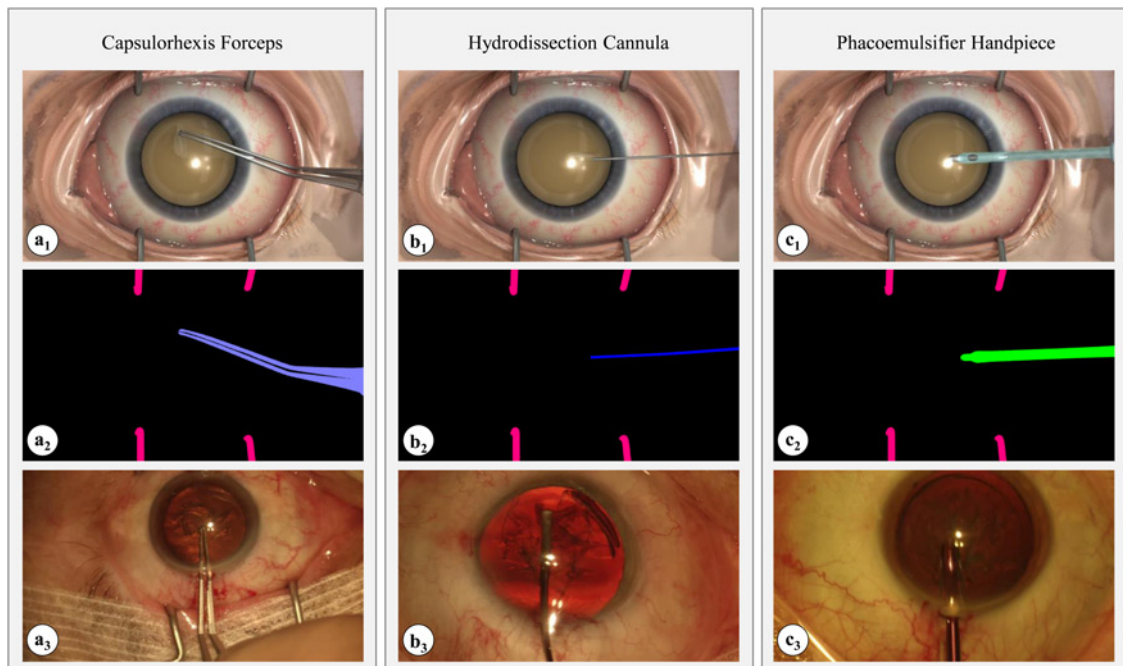 Capsulorhexis Forceps
Hydrodissection Cannula
Phacoemulsifier Handpiece
a1
b1
c1
a2
b2
c2
a3
b3
c3